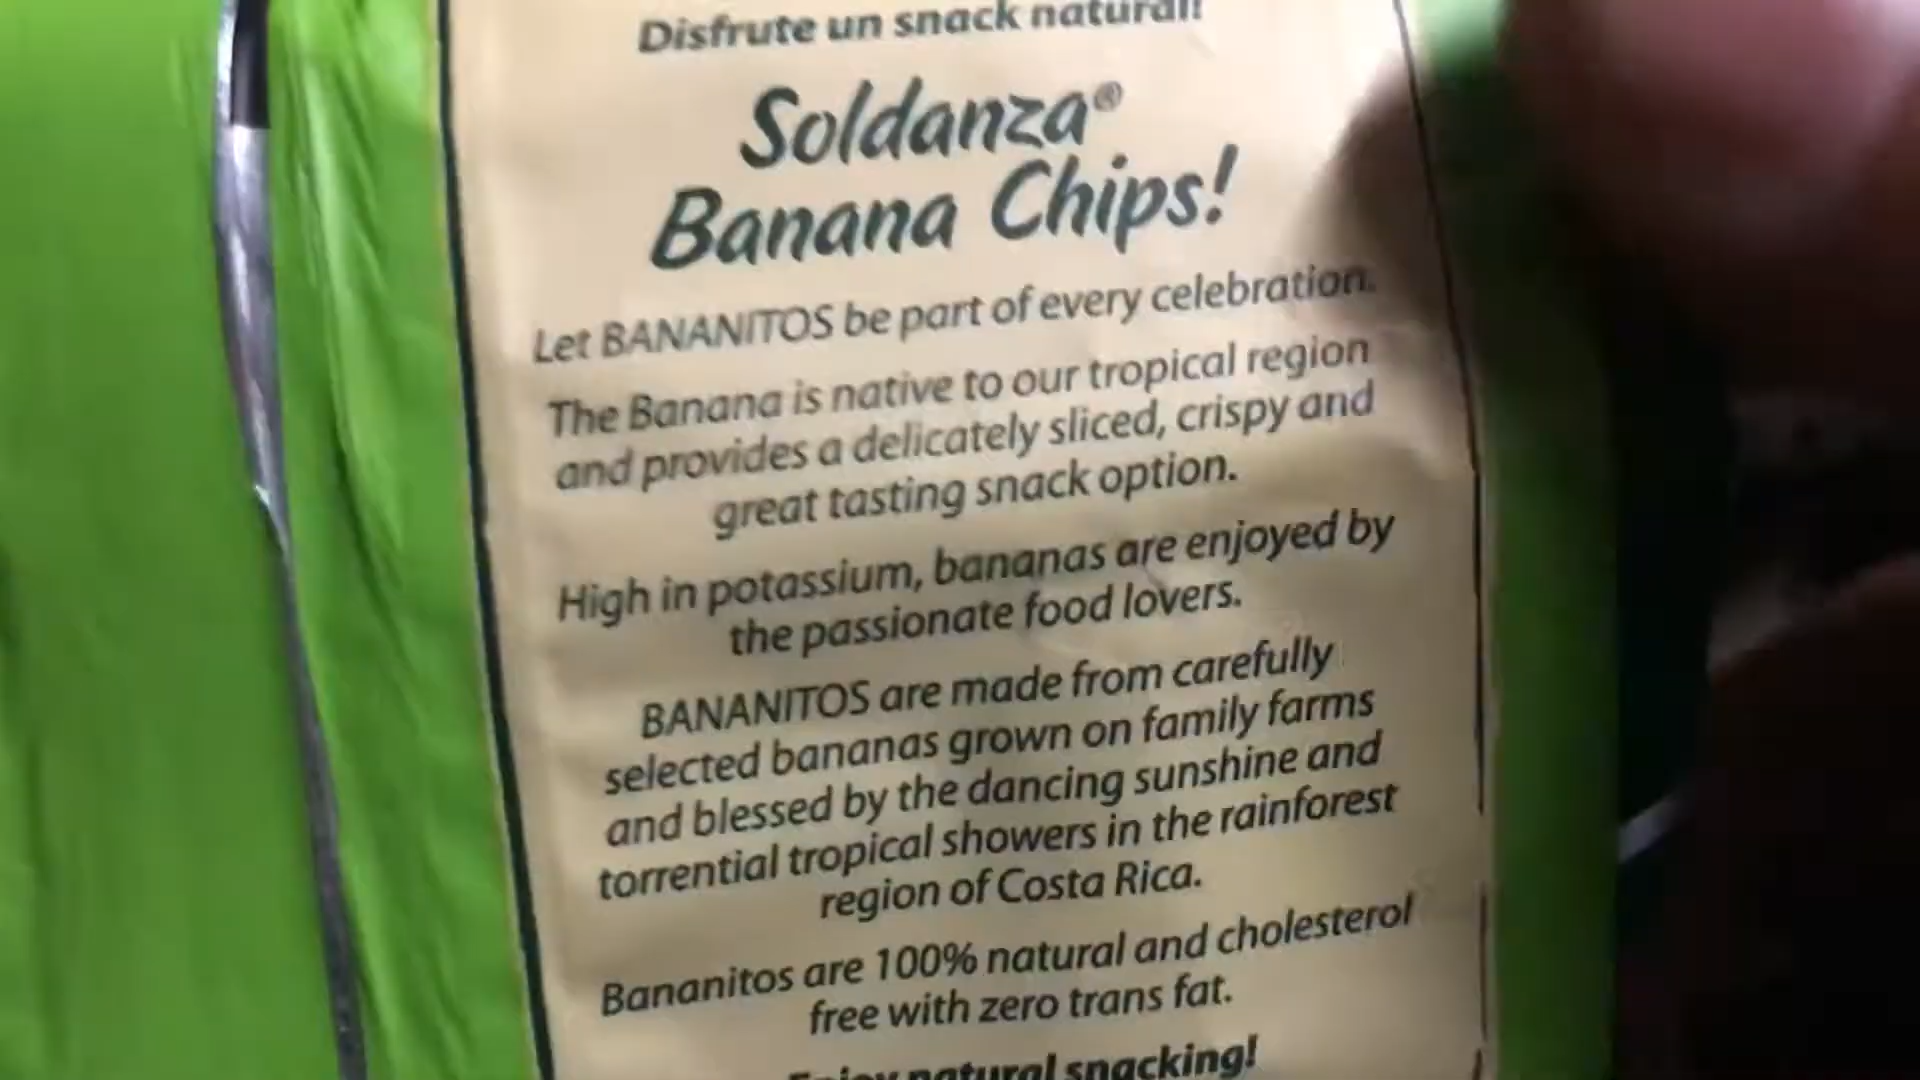 Disfrute un snack natural!
Soldanza®
Banana Chips!
Let BANANITOS be part of every celebration.
The Banana is native to our tropical region
and provides a delicately sliced, crispy and
great tasting snack option.
High in potassium, bananas are enjoyed by
the passionate food lovers.
BANANITOS are made from carefully
selected bananas grown on family farms
and blessed by the dancing sunshine and
torrential tropical showers in the rainforest
region of Costa Rica.
Bananitos are 100% natural and cholesterol
free with zero trans fat.
Enjoy natural snacking!